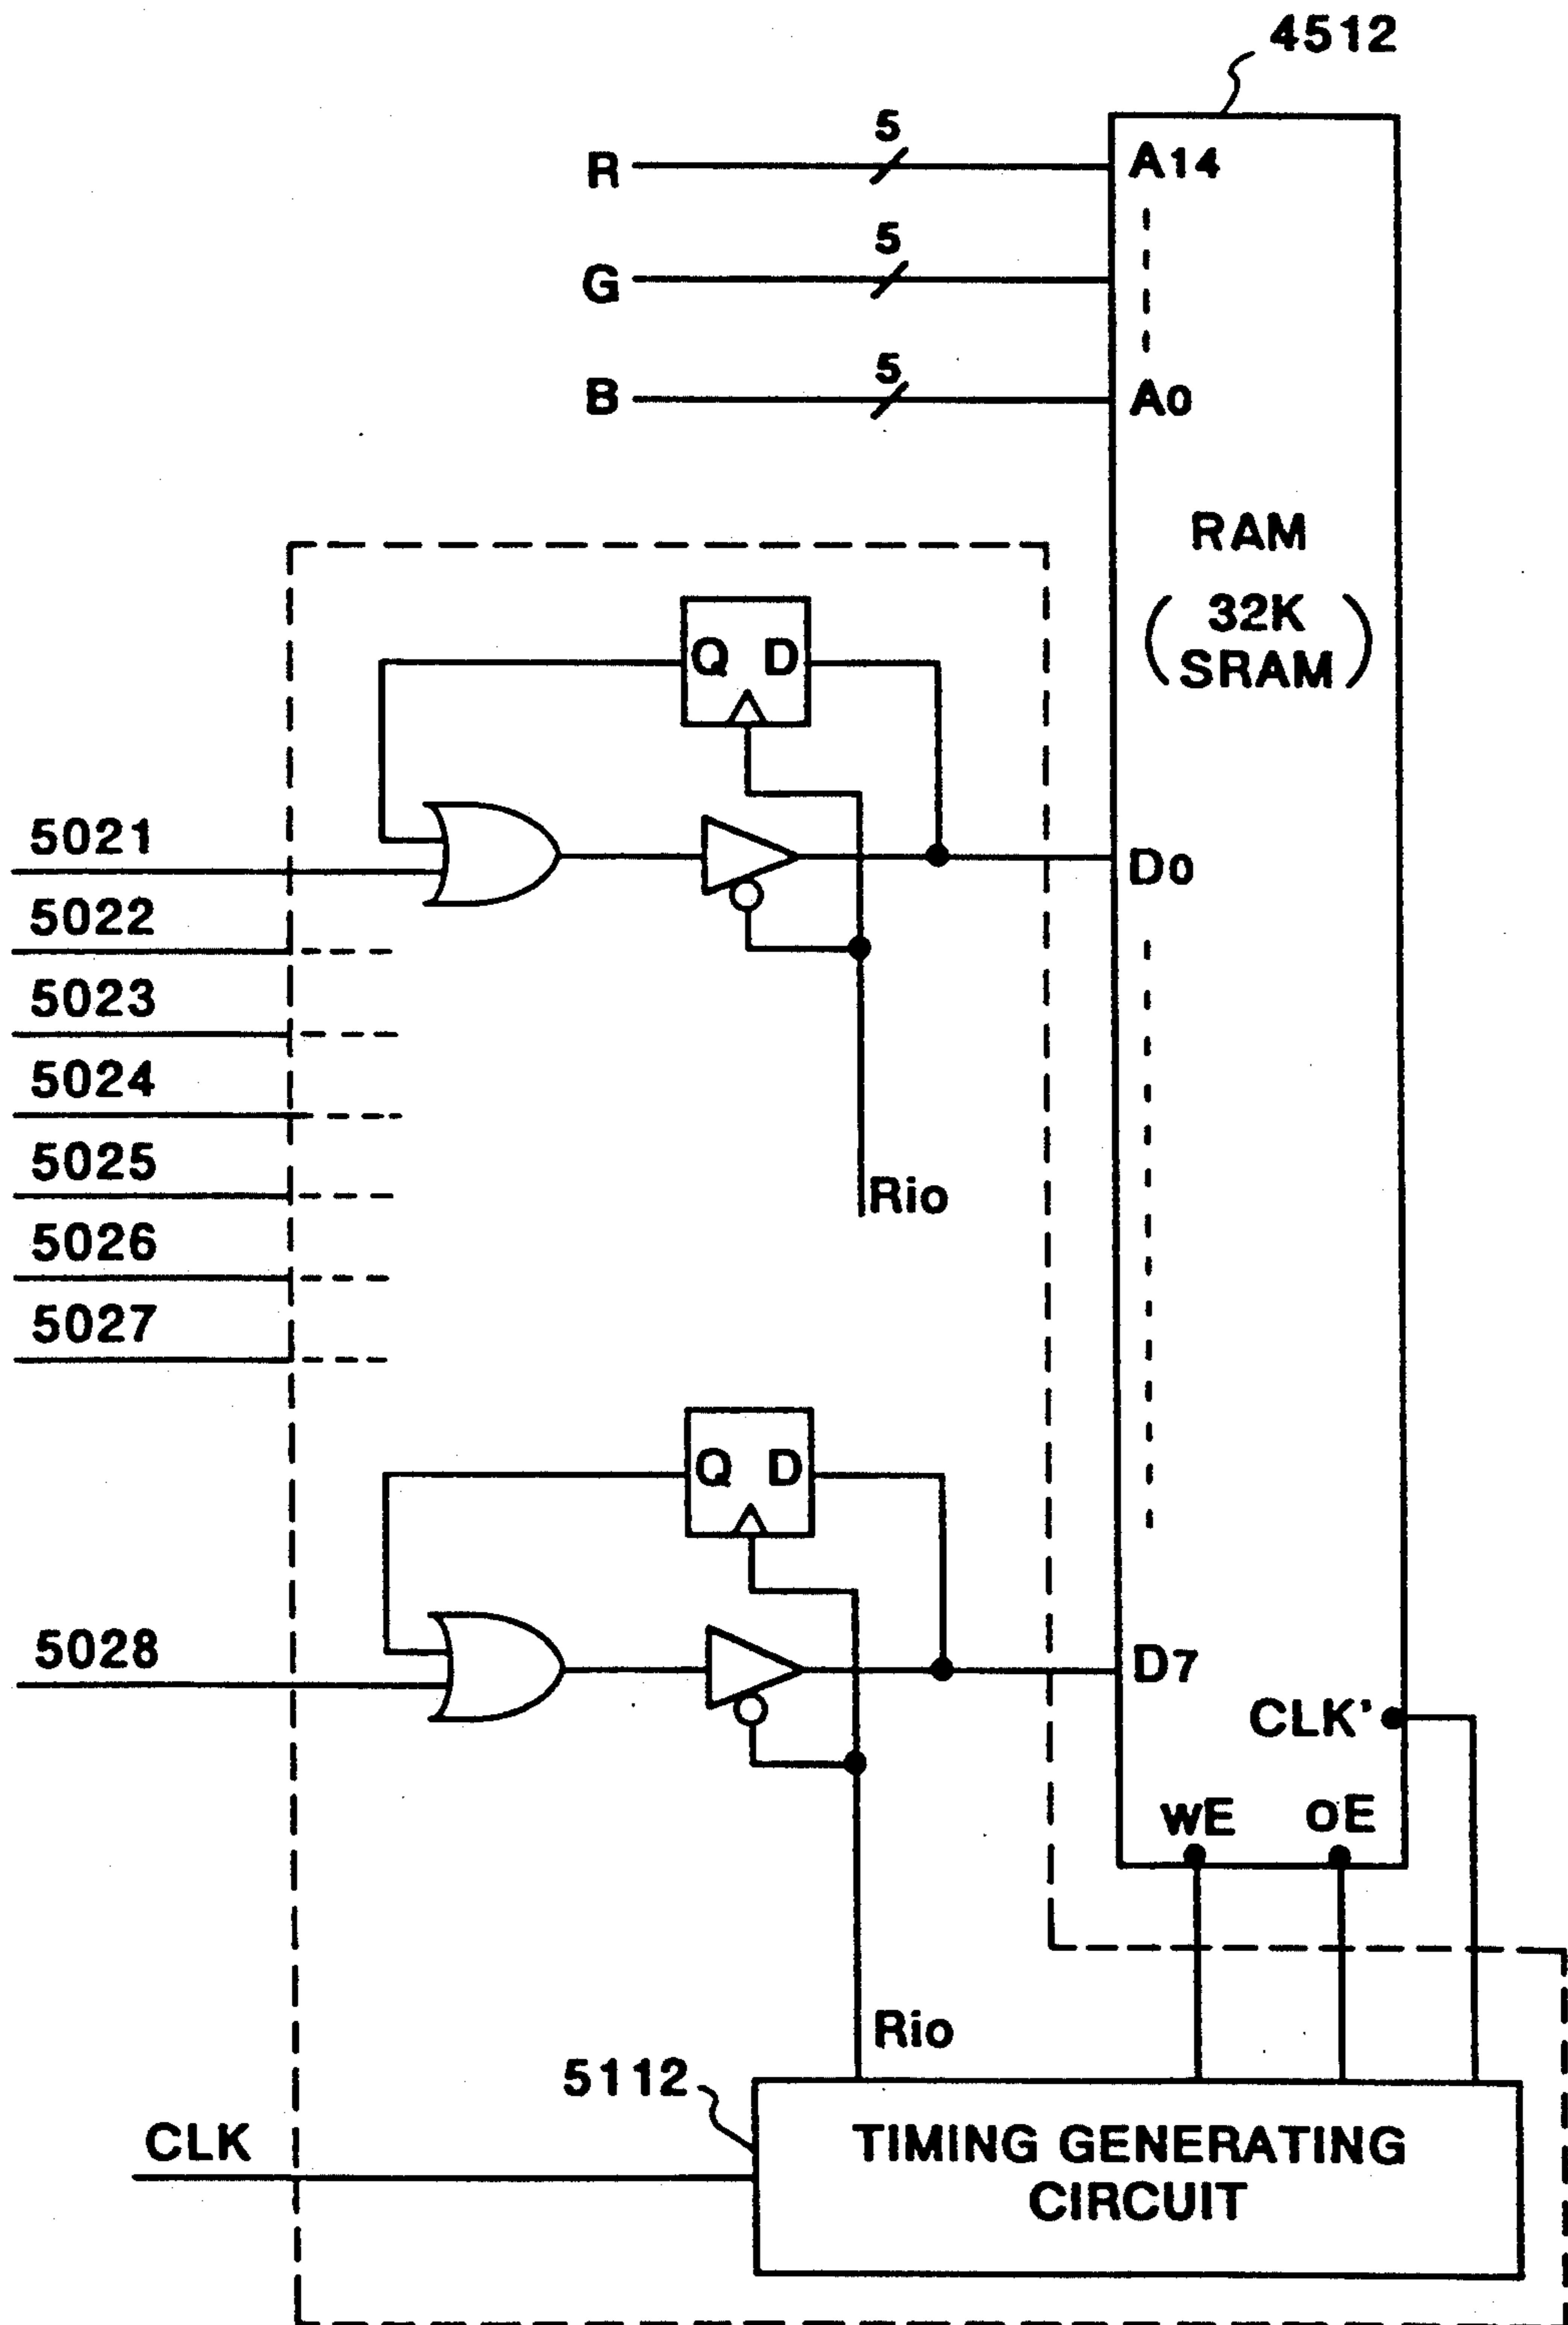 4512
5
R
A14
5
G
5
B
A0
RAM
(32K
SRAM)
Q D
5021
D0
5022
5023
5024
5025
Rio
5026
5027
Q D
5028
D7
CLK'
WE
OE
Rio
5112
CLK
TIMING GENERATING
CIRCUIT